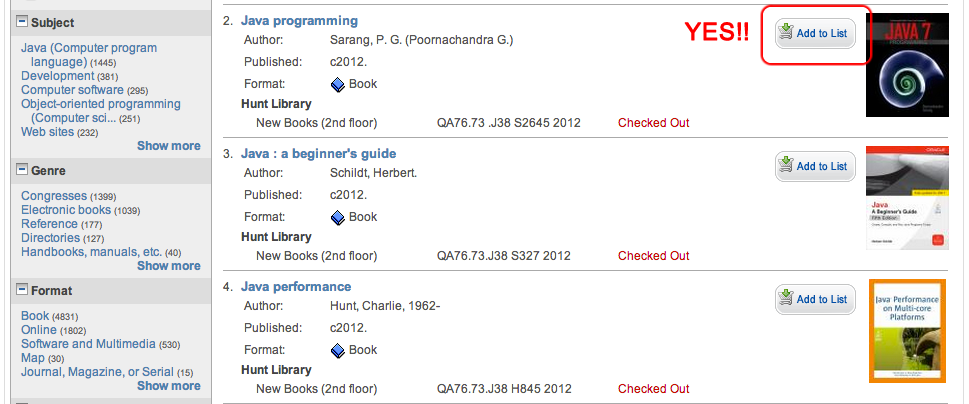 Subject
Java (Computer program
language) (1445)
Development (381)
Computer software (295)
Object-oriented programming
(Computer sci... (251)
Web sites (232)
Show more
Genre
Congresses (1399)
Electronic books (1039)
Reference (177)
Directories (127)
Handbooks, manuals, etc. (40)
Show more
Format
Book (4831)
Online (1802)
Software and Multimedia (530)
Map (30)
Journal, Magazine, or Serial (15)
Show more
2. Java programming
Author: Sarang, P. G. (Poornachandra G.)
Published: c2012.
Format: Book
Hunt Library
New Books (2nd floor) QA76.73 .J38 S2645 2012 Checked Out
YES!!
Add to List
JAVA 7
PROGRAMMING
3. Java : a beginner's guide
Author: Schildt, Herbert.
Published: c2012.
Format: Book
Hunt Library
New Books (2nd floor) QA76.73.J38 S327 2012 Checked Out
Add to List
ORACLE
Java
A Beginner's Guide
Fifth Edition
Herbert Schildt
4. Java performance
Author: Hunt, Charlie, 1962-
Published: c2012.
Format: Book
Hunt Library
New Books (2nd floor) QA76.73.J38 H845 2012 Checked Out
Add to List
Java Performance
on Multi-core
Platforms